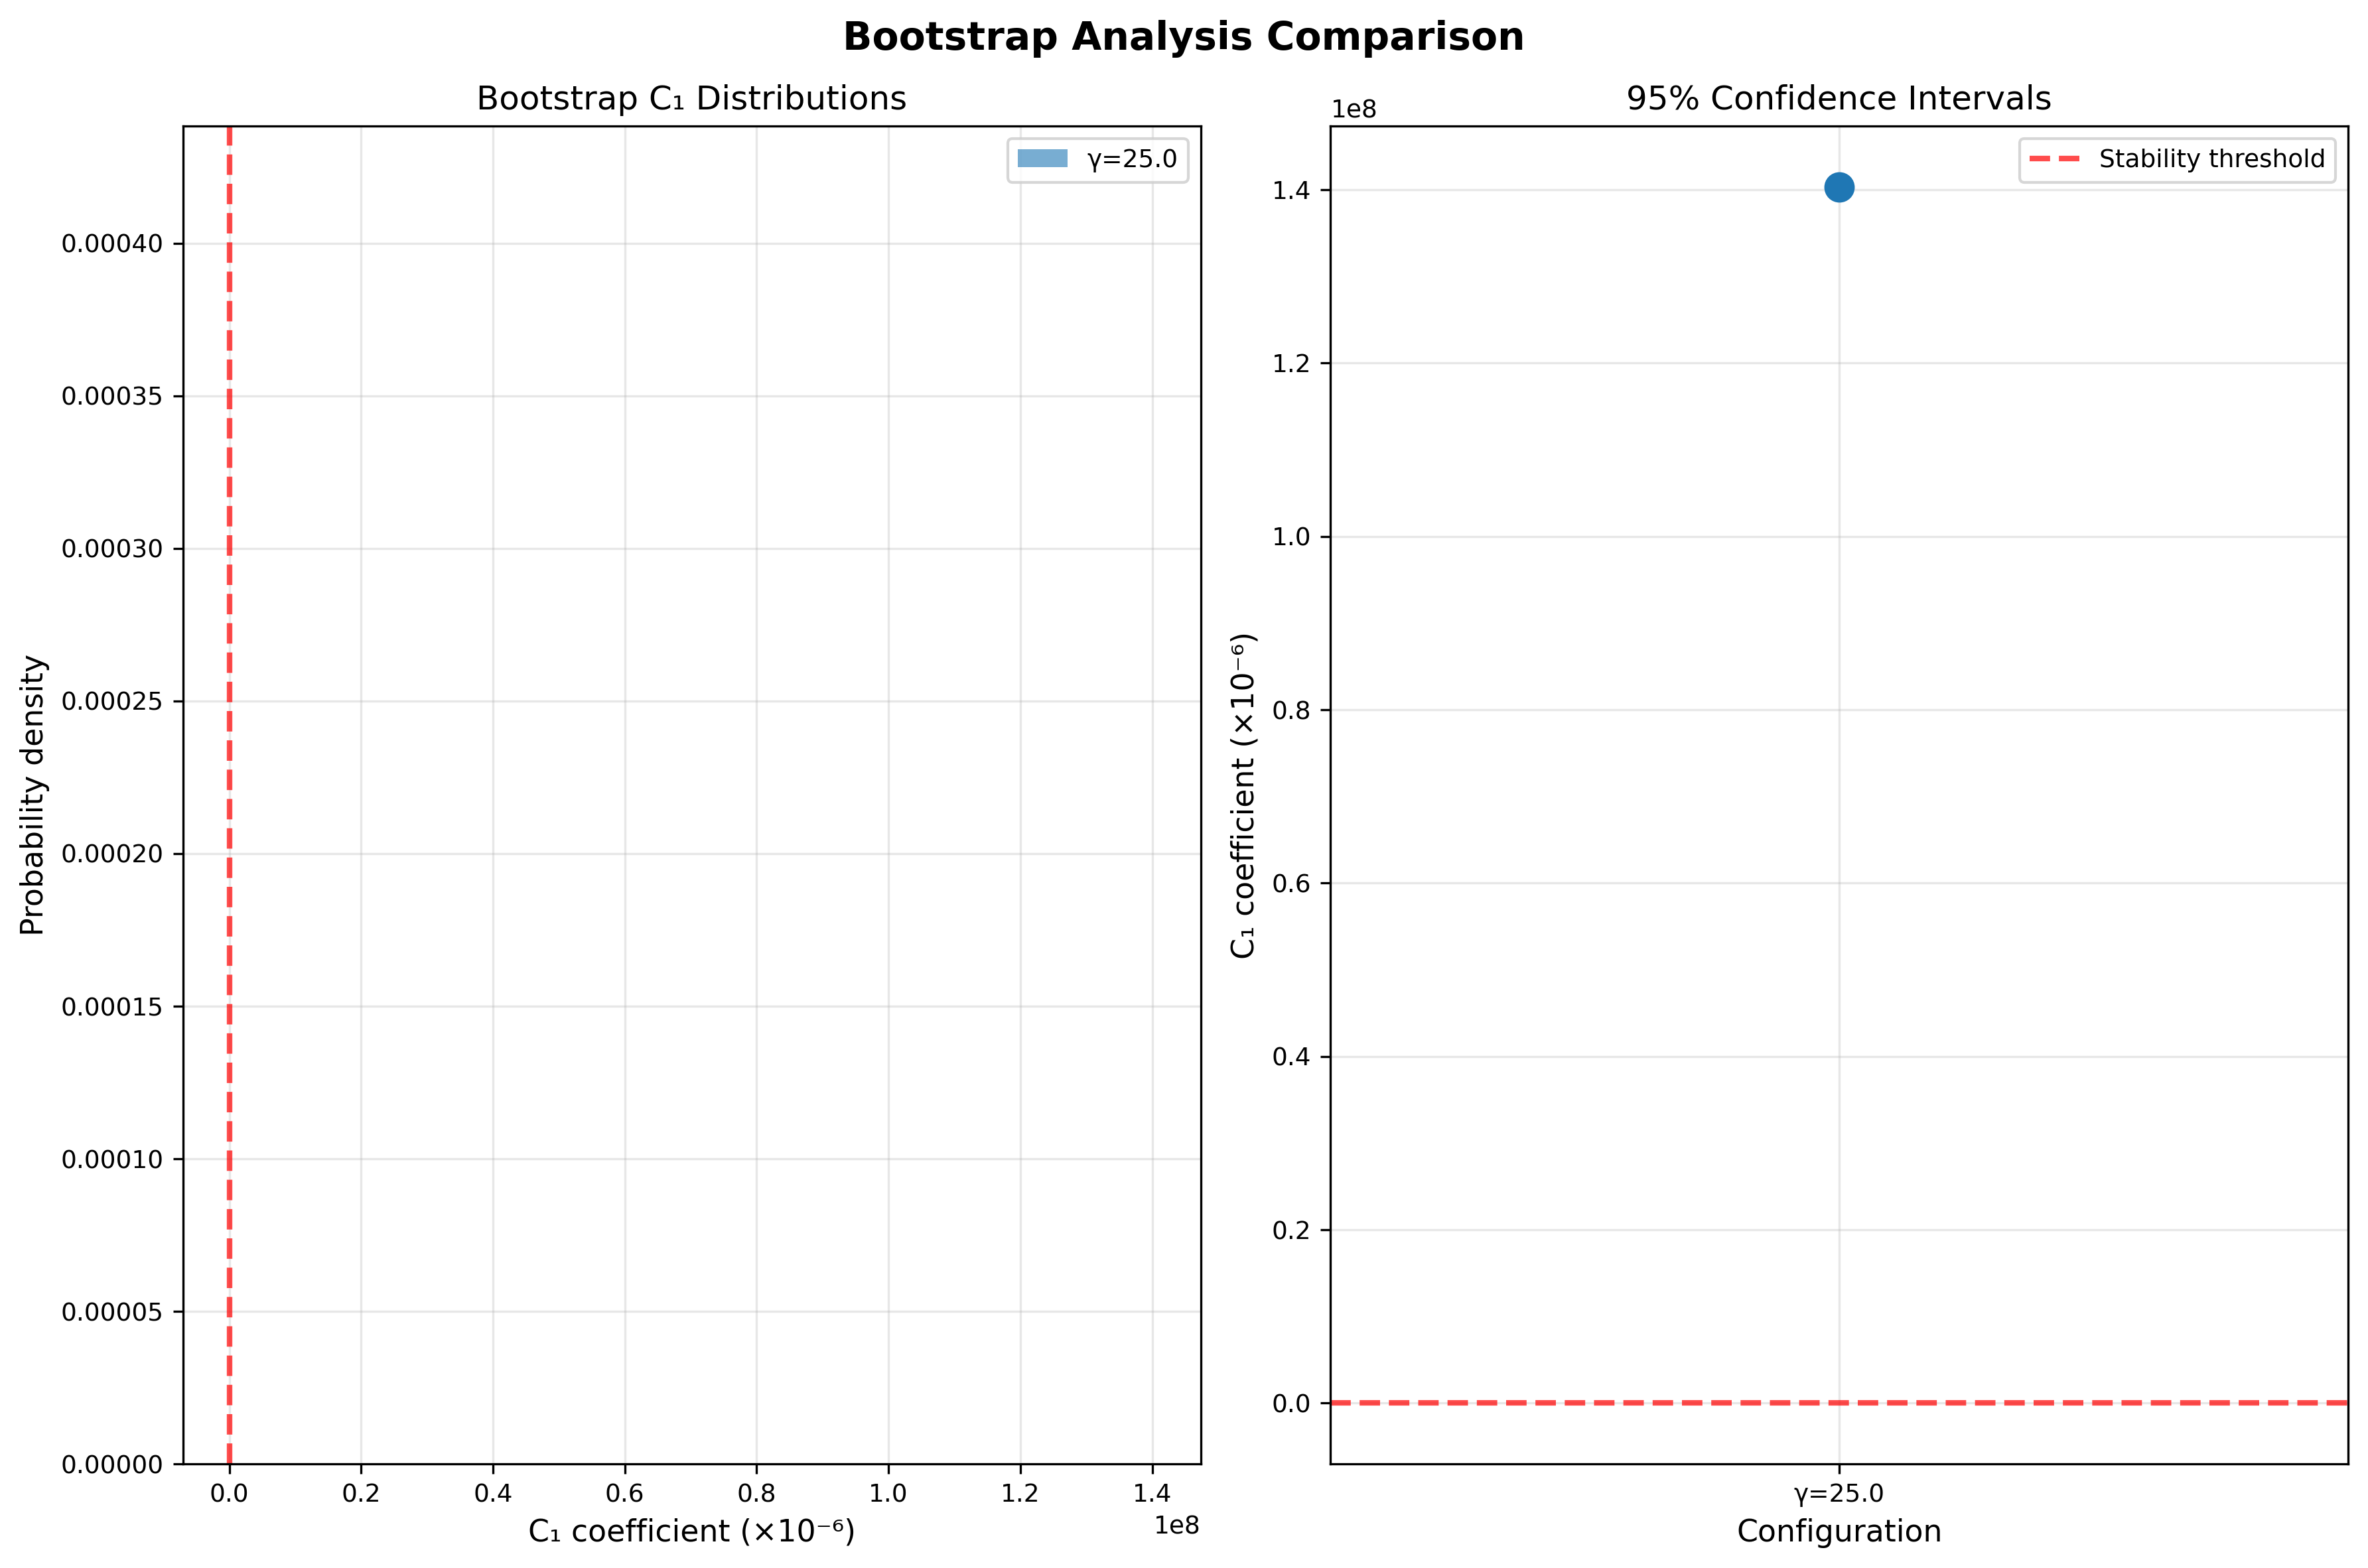 Bootstrap Analysis Comparison
Bootstrap C₁ Distributions
γ=25.0
Probability density
0.00040
0.00035
0.00030
0.00025
0.00020
0.00015
0.00010
0.00005
0.00000
0.0 0.2 0.4 0.6 0.8 1.0 1.2 1.4
1e8
C₁ coefficient (×10⁻⁶)
95% Confidence Intervals
1e8
Stability threshold
C₁ coefficient (×10⁻⁶)
1.4
1.2
1.0
0.8
0.6
0.4
0.2
0.0
γ=25.0
Configuration